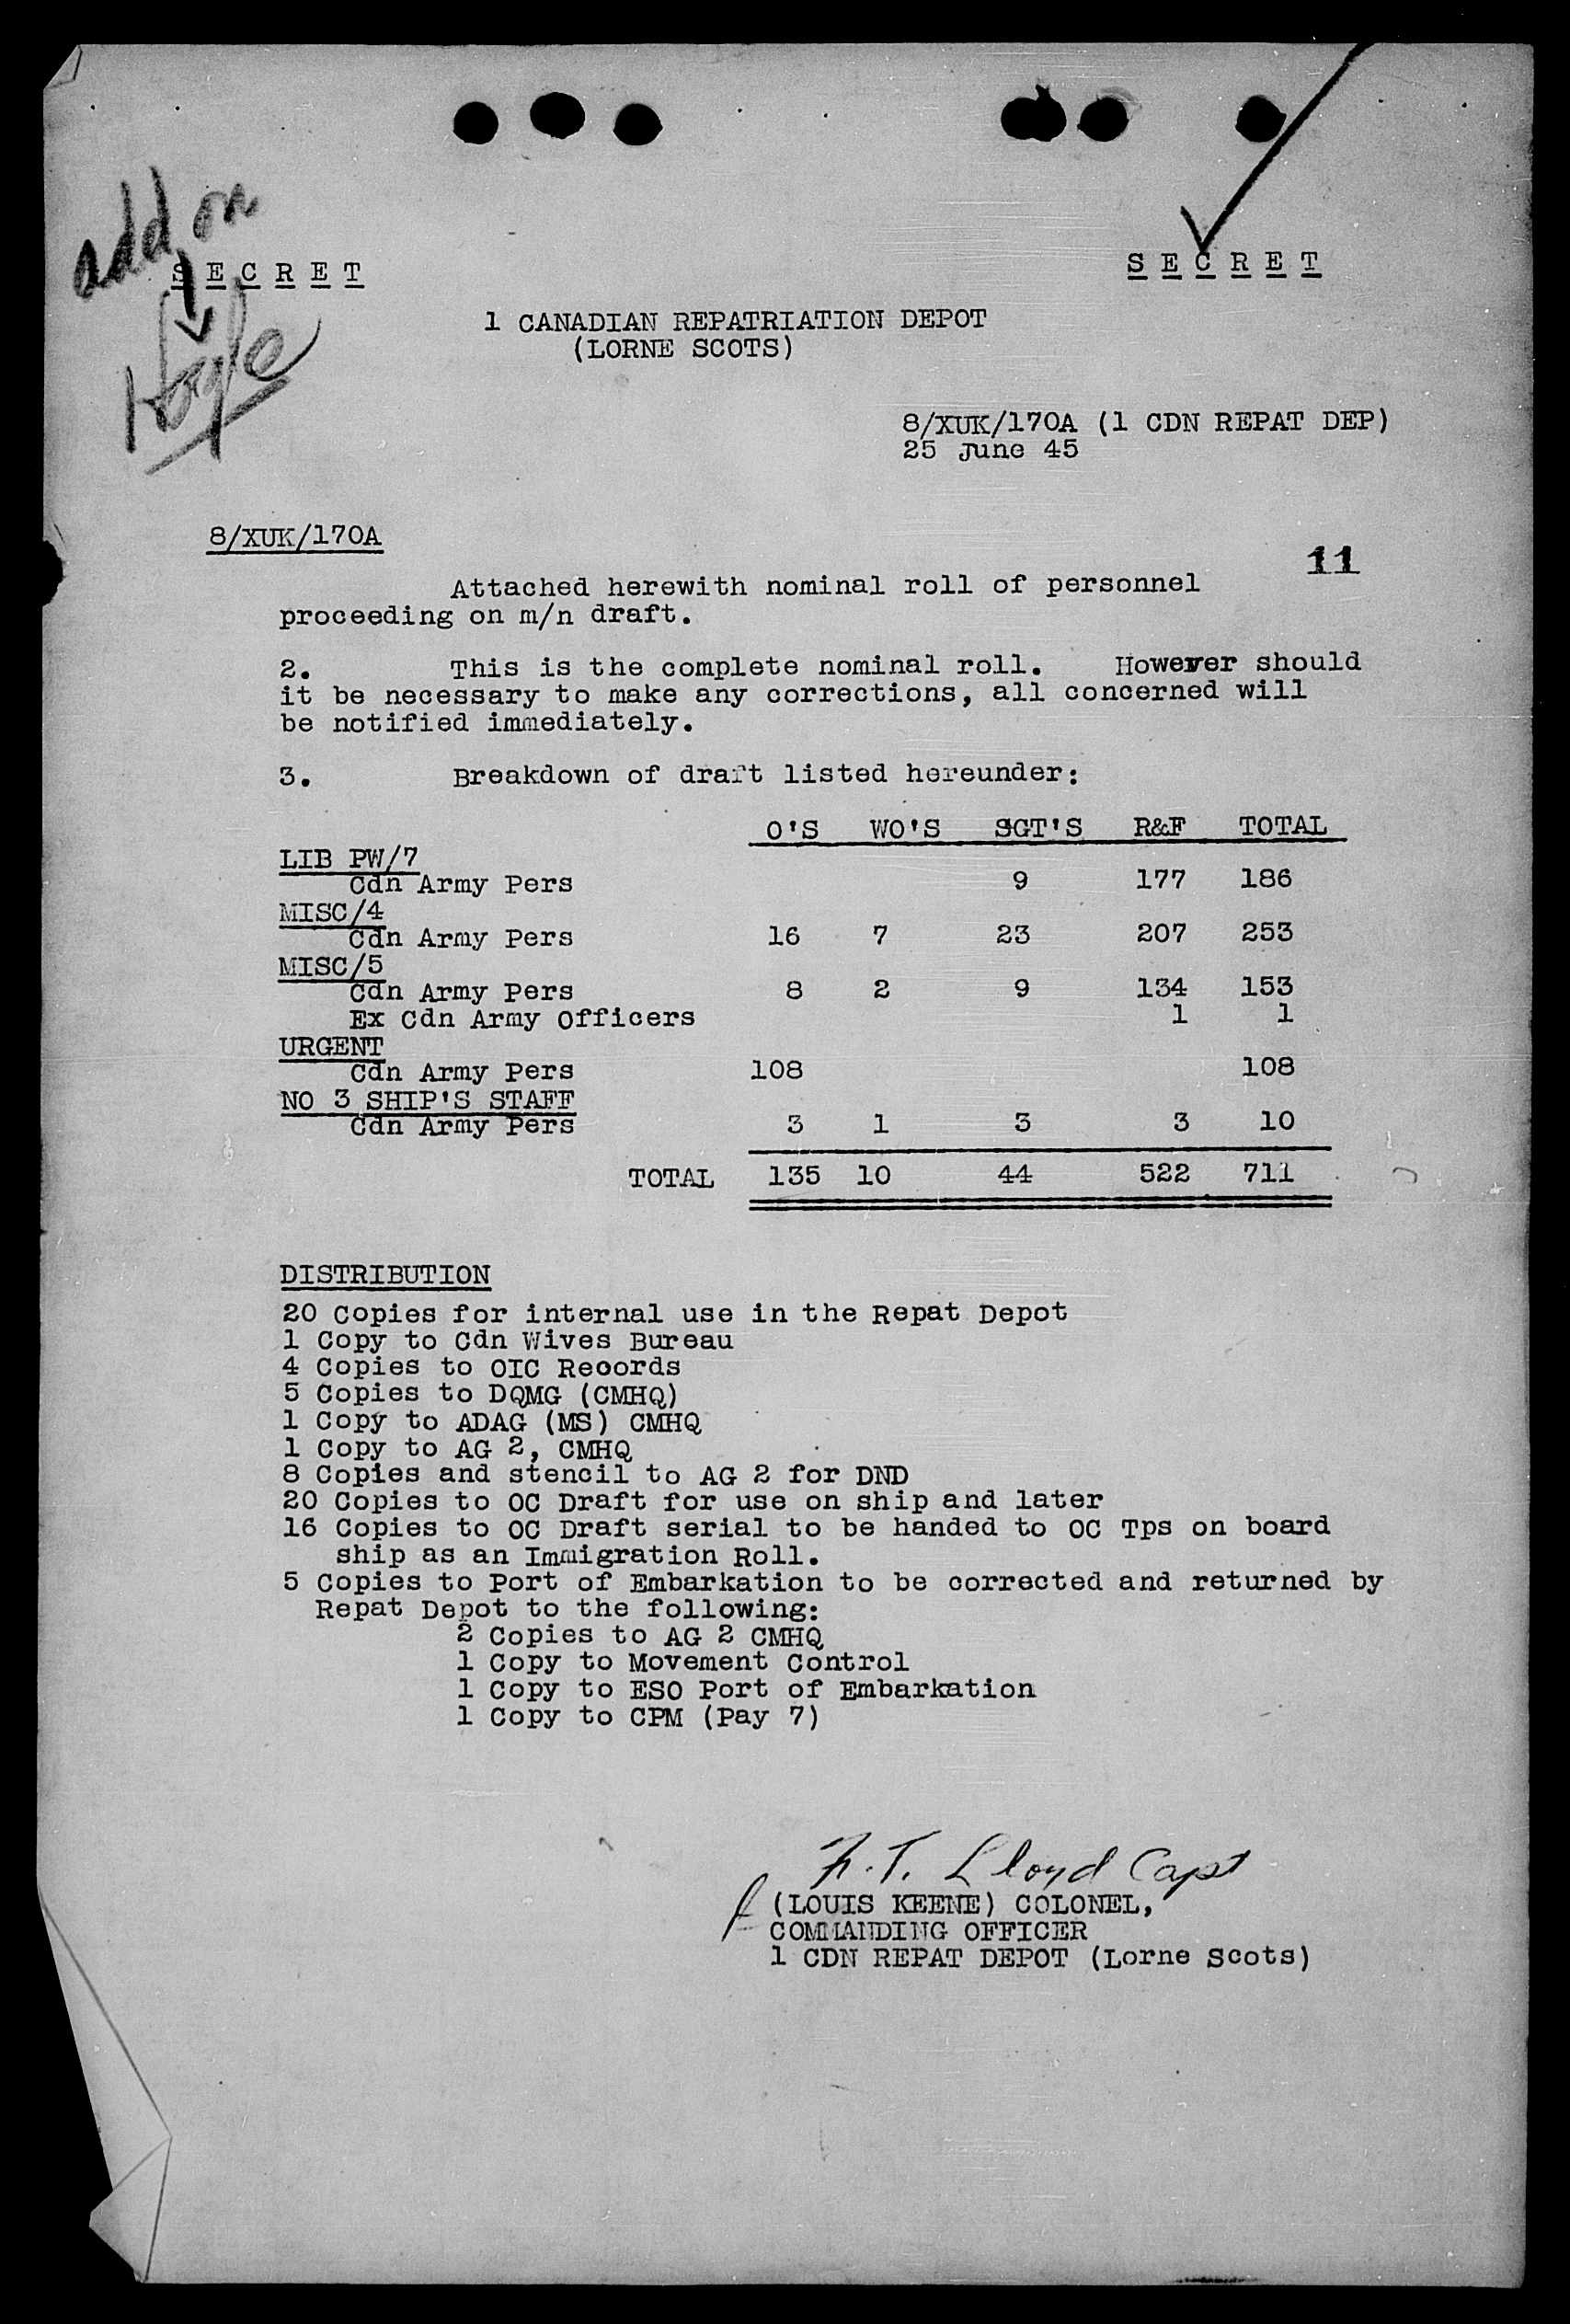 add on
Hogle
S E C R E T    S E C R E T
1 CANADIAN REPATRIATION DEPOT
(LORNE SCOTS)
8/XUK/170A (1 CDN REPAT DEP)
25 June 45
8/XUK/170A
11
Attached herewith nominal roll of personnel
proceeding on m/n draft.
2. This is the complete nominal roll. However should
it be necessary to make any corrections, all concerned will
be notified immediately.
3. Breakdown of draft listed hereunder:
O'S WO'S SGT'S R&F TOTAL
LIB PW/7
Cdn Army Pers 9 177 186
MISC/4
Cdn Army Pers 16 7 23 207 253
MISC/5
Cdn Army Pers 8 2 9 134 153
Ex Cdn Army Officers 1 1
URGENT
Cdn Army Pers 108 108
NO 3 SHIP'S STAFF
Cdn Army Pers 3 1 3 3 10
TOTAL 135 10 44 522 711
DISTRIBUTION
20 Copies for internal use in the Repat Depot
1 Copy to Cdn Wives Bureau
4 Copies to OIC Records
5 Copies to DQMG (CMHQ)
1 Copy to ADAG (MS) CMHQ
1 Copy to AG 2, CMHQ
8 Copies and stencil to AG 2 for DND
20 Copies to OC Draft for use on ship and later
16 Copies to OC Draft serial to be handed to OC Tps on board
ship as an Immigration Roll.
5 Copies to Port of Embarkation to be corrected and returned by
Repat Depot to the following:
2 Copies to AG 2 CMHQ
1 Copy to Movement Control
1 Copy to ESO Port of Embarkation
1 Copy to CPM (Pay 7)
F.T. Lloyd Capt
f (LOUIS KEENE) COLONEL,
COMMANDING OFFICER
1 CDN REPAT DEPOT (Lorne Scots)